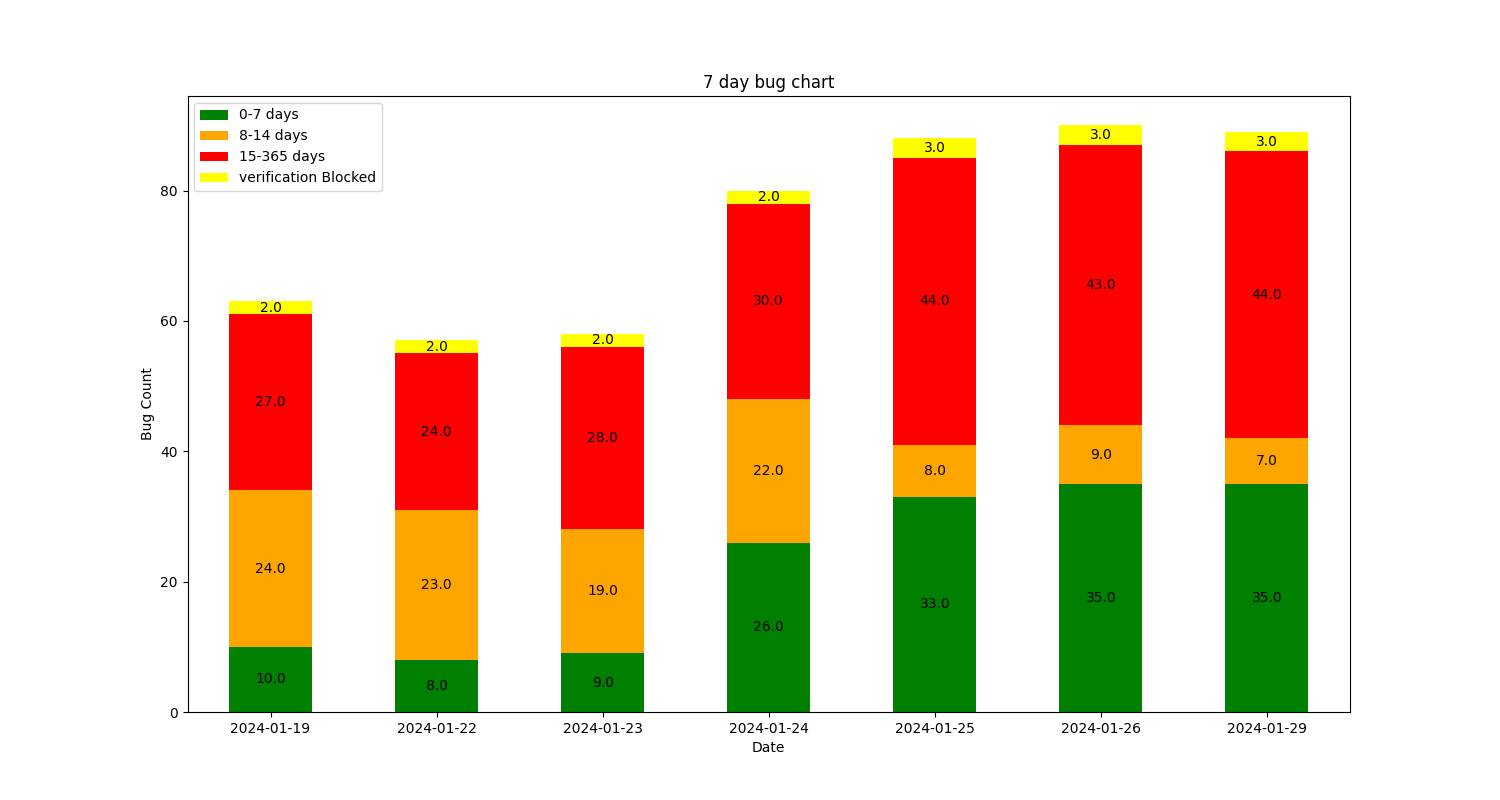 7 day bug chart
0-7 days
8-14 days
15-365 days
verification Blocked
Bug Count
80
60
40
20
0
2.0 2.0 2.0 2.0 3.0 3.0 3.0
27.0 24.0 28.0 30.0 44.0 43.0 44.0
24.0 23.0 19.0 22.0 8.0 9.0 7.0
10.0 8.0 9.0 26.0 33.0 35.0 35.0
2024-01-19 2024-01-22 2024-01-23 2024-01-24 2024-01-25 2024-01-26 2024-01-29
Date